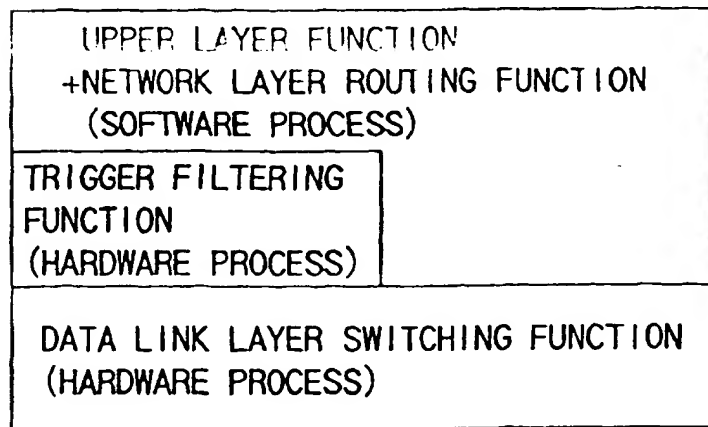 UPPER LAYER FUNCTION
+NETWORK LAYER ROUTING FUNCTION
(SOFTWARE PROCESS)
TRIGGER FILTERING
FUNCTION
(HARDWARE PROCESS)
DATA LINK LAYER SWITCHING FUNCTION
(HARDWARE PROCESS)